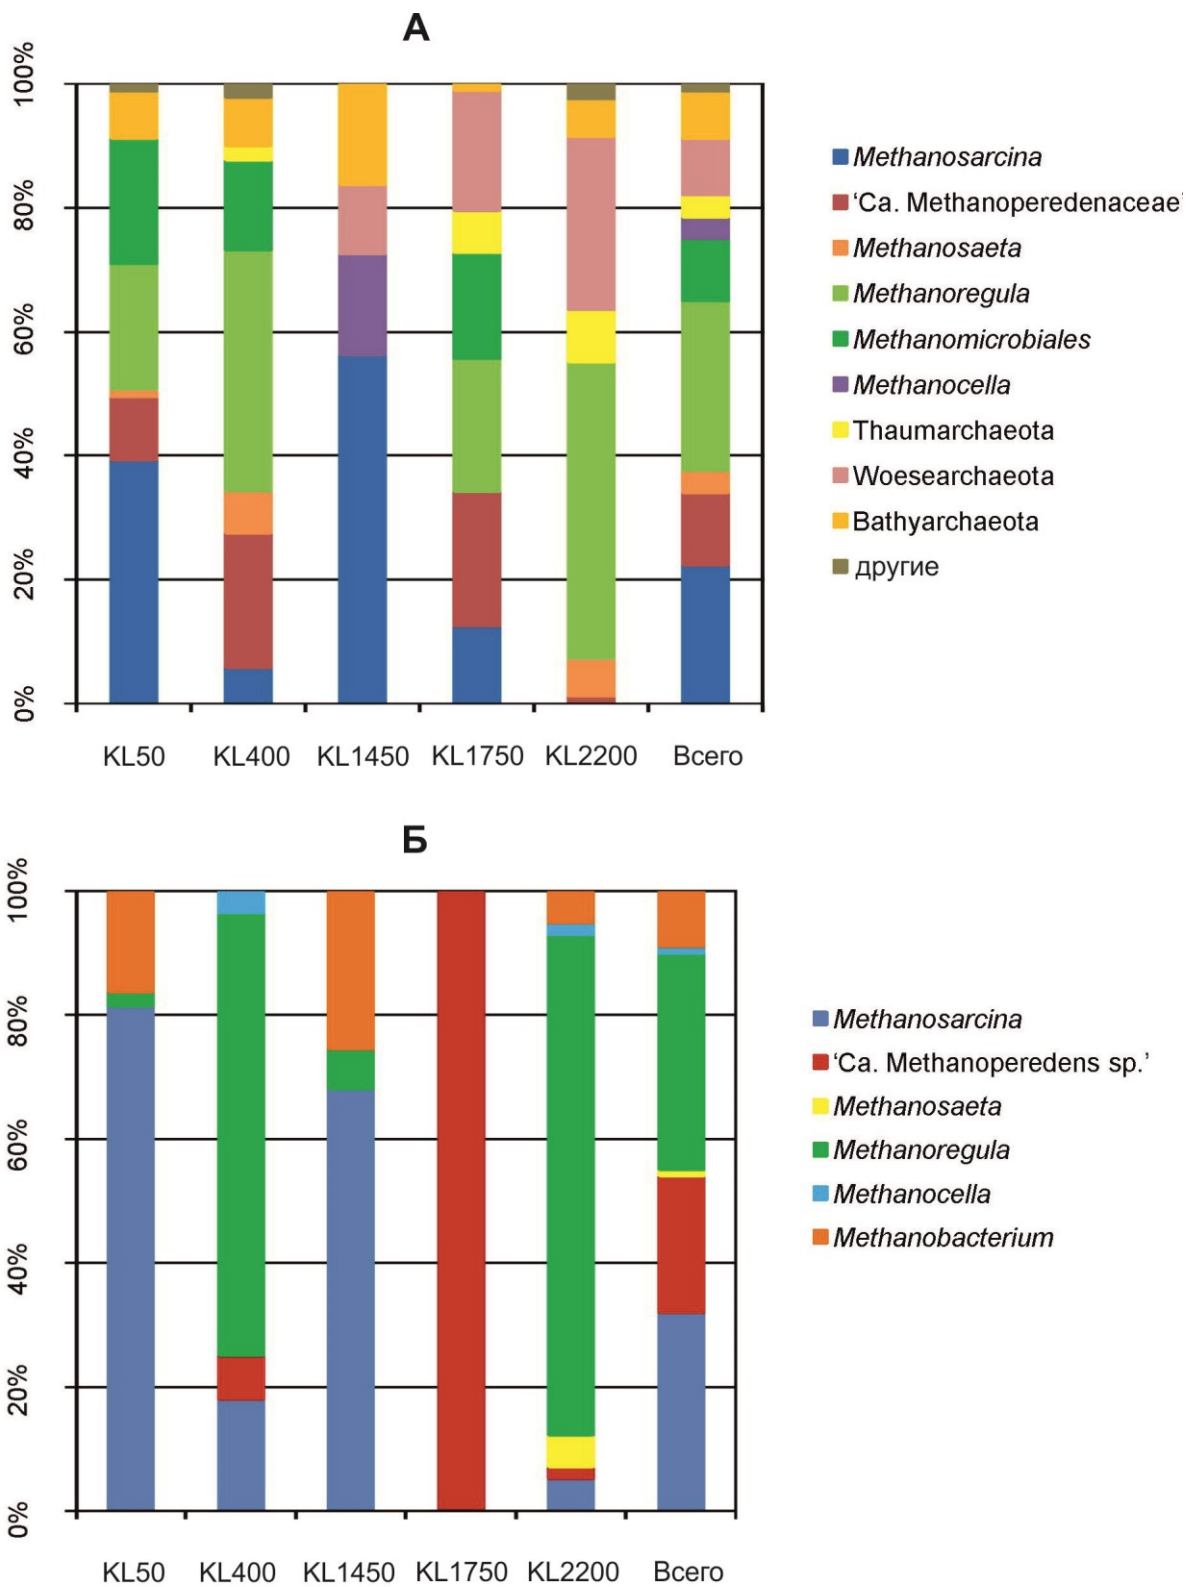 А
100%
80%
60%
40%
20%
0%
KL50 KL400 KL1450 KL1750 KL2200 Всего
Methanosarcina
‘Ca. Methanoperedenaceae’
Methanosaeta
Methanoregula
Methanomicrobiales
Methanocella
Thaumarchaeota
Woesearchaeota
Bathyarchaeota
другие
Б
100%
80%
60%
40%
20%
0%
KL50 KL400 KL1450 KL1750 KL2200 Всего
Methanosarcina
‘Ca. Methanoperedens sp.’
Methanosaeta
Methanoregula
Methanocella
Methanobacterium